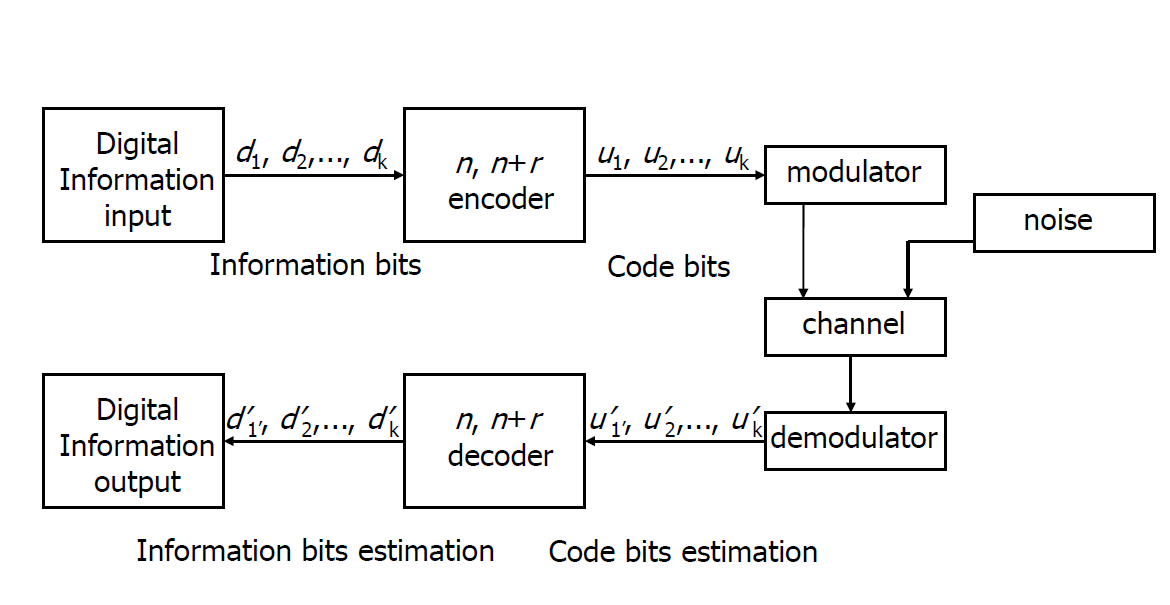 Digital
Information
input
d1, d2,..., dk
n, n+r
encoder
u1, u2,..., uk
modulator
noise
Information bits
Code bits
channel
Digital
Information
output
d′1′, d′2,..., d′k
n, n+r
decoder
u′1′, u′2,..., u′k
demodulator
Information bits estimation
Code bits estimation